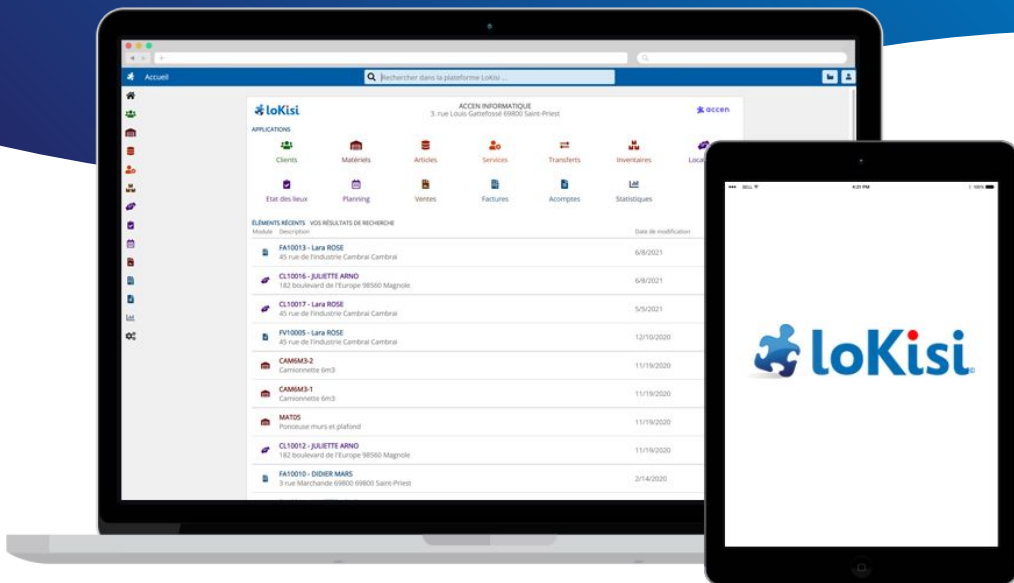 Accueil
Rechercher dans la plateforme LoKisi ...
loKisi
ACCEN INFORMATIQUE
3, rue Louis Gattefossé 69800 Saint-Priest
accen
APPLICATIONS
Clients Matériels Articles Services Transferts Inventaires Loca
Etat des lieux Planning Ventes Factures Acomptes Statistiques
ÉLÉMENTS RÉCENTS VOS RÉSULTATS DE RECHERCHE
Module Description Date de modification
FA10013 - Lara ROSE
45 rue de l'industrie Cambrai Cambrai 6/8/2021
CL10016 - JULIETTE ARNO
182 boulevard de l'Europe 98560 Magnole 6/8/2021
CL10017 - Lara ROSE
45 rue de l'industrie Cambrai Cambrai 5/5/2021
FV10005 - Lara ROSE
45 rue de l'industrie Cambrai Cambrai 12/10/2020
CAM6M3-2
Camionnette 6m3 11/19/2020
CAM6M3-1
Camionnette 6m3 11/19/2020
MAT05
Ponceuse murs et plafond 11/19/2020
CL10012 - JULIETTE ARNO
182 boulevard de l'Europe 98560 Magnole 11/19/2020
FA10010 - DIDIER MARS
3 rue Marchande 69800 69800 Saint-Priest 2/14/2020
4:21 PM
100%
loKisi